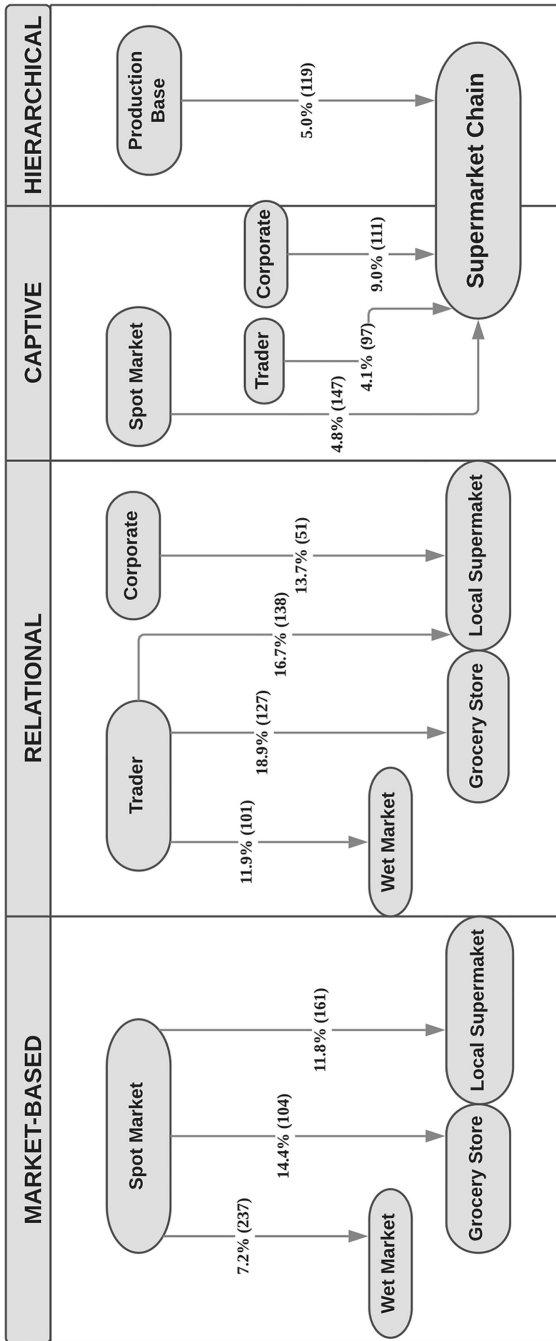 MARKET-BASED
Spot Market
7.2% (237)
14.4% (104)
11.8% (161)
Wet Market
Grocery Store
Local Supermaket
RELATIONAL
Trader
Corporate
11.9% (101)
18.9% (127)
16.7% (138)
13.7% (51)
Wet Market
Grocery Store
Local Supermaket
CAPTIVE
Spot Market
Trader
Corporate
4.8% (147)
4.1% (97)
9.0% (111)
HIERARCHICAL
Production
Base
5.0% (119)
Supermarket Chain